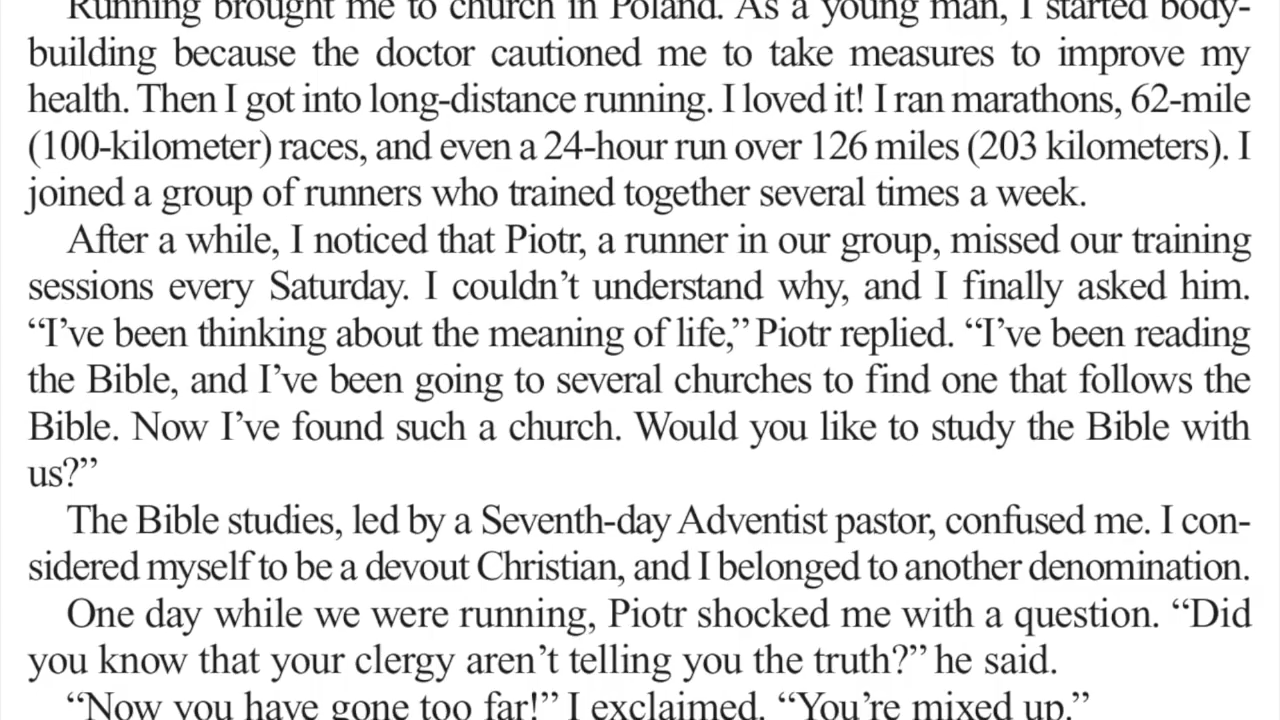 Running brought me to church in Poland. As a young man, I started body-
building because the doctor cautioned me to take measures to improve my
health. Then I got into long-distance running. I loved it! I ran marathons, 62-mile
(100-kilometer) races, and even a 24-hour run over 126 miles (203 kilometers). I
joined a group of runners who trained together several times a week.
After a while, I noticed that Piotr, a runner in our group, missed our training
sessions every Saturday. I couldn’t understand why, and I finally asked him.
“I’ve been thinking about the meaning of life,” Piotr replied. “I’ve been reading
the Bible, and I’ve been going to several churches to find one that follows the
Bible. Now I’ve found such a church. Would you like to study the Bible with
us?”
The Bible studies, led by a Seventh-day Adventist pastor, confused me. I con-
sidered myself to be a devout Christian, and I belonged to another denomination.
One day while we were running, Piotr shocked me with a question. “Did
you know that your clergy aren’t telling you the truth?” he said.
“Now you have gone too far!” I exclaimed. “You’re mixed up.”